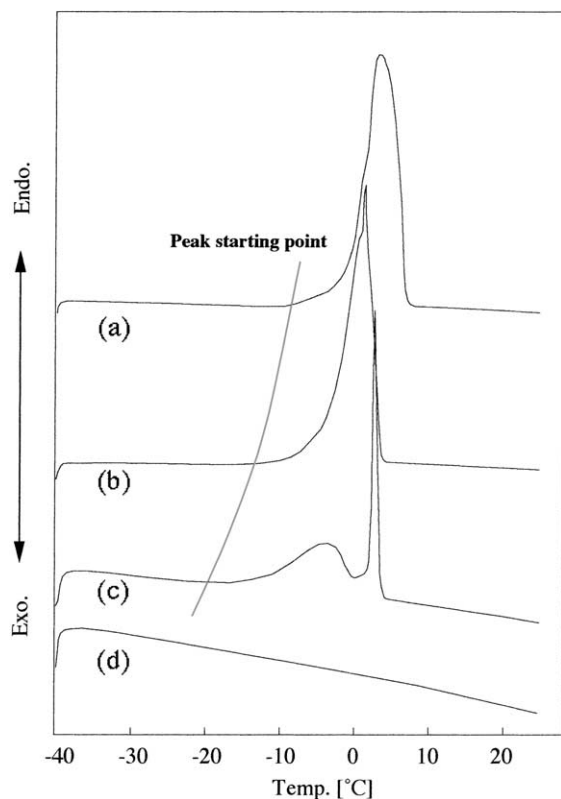 Endo.
Exo.
Peak starting point
(a)
(b)
(c)
(d)
-40 -30 -20 -10 0 10 20
Temp. [˚C]